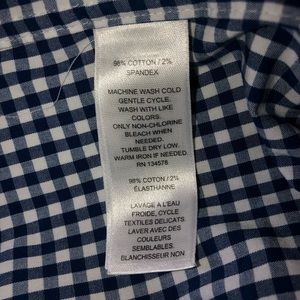 98% COTTON / 2%
SPANDEX
MACHINE WASH COLD
GENTLE CYCLE.
WASH WITH LIKE
COLORS.
ONLY NON-CHLORINE
BLEACH WHEN
NEEDED.
TUMBLE DRY LOW.
WARM IRON IF NEEDED.
RN 134576
98% COTON / 2%
ÉLASTHANNE
LAVAGE A L'EAU
FROIDE, CYCLE
TEXTILES DELICATS.
LAVER AVEC DES
COULEURS
SEMBLABLES.
BLANCHISSEUR NON